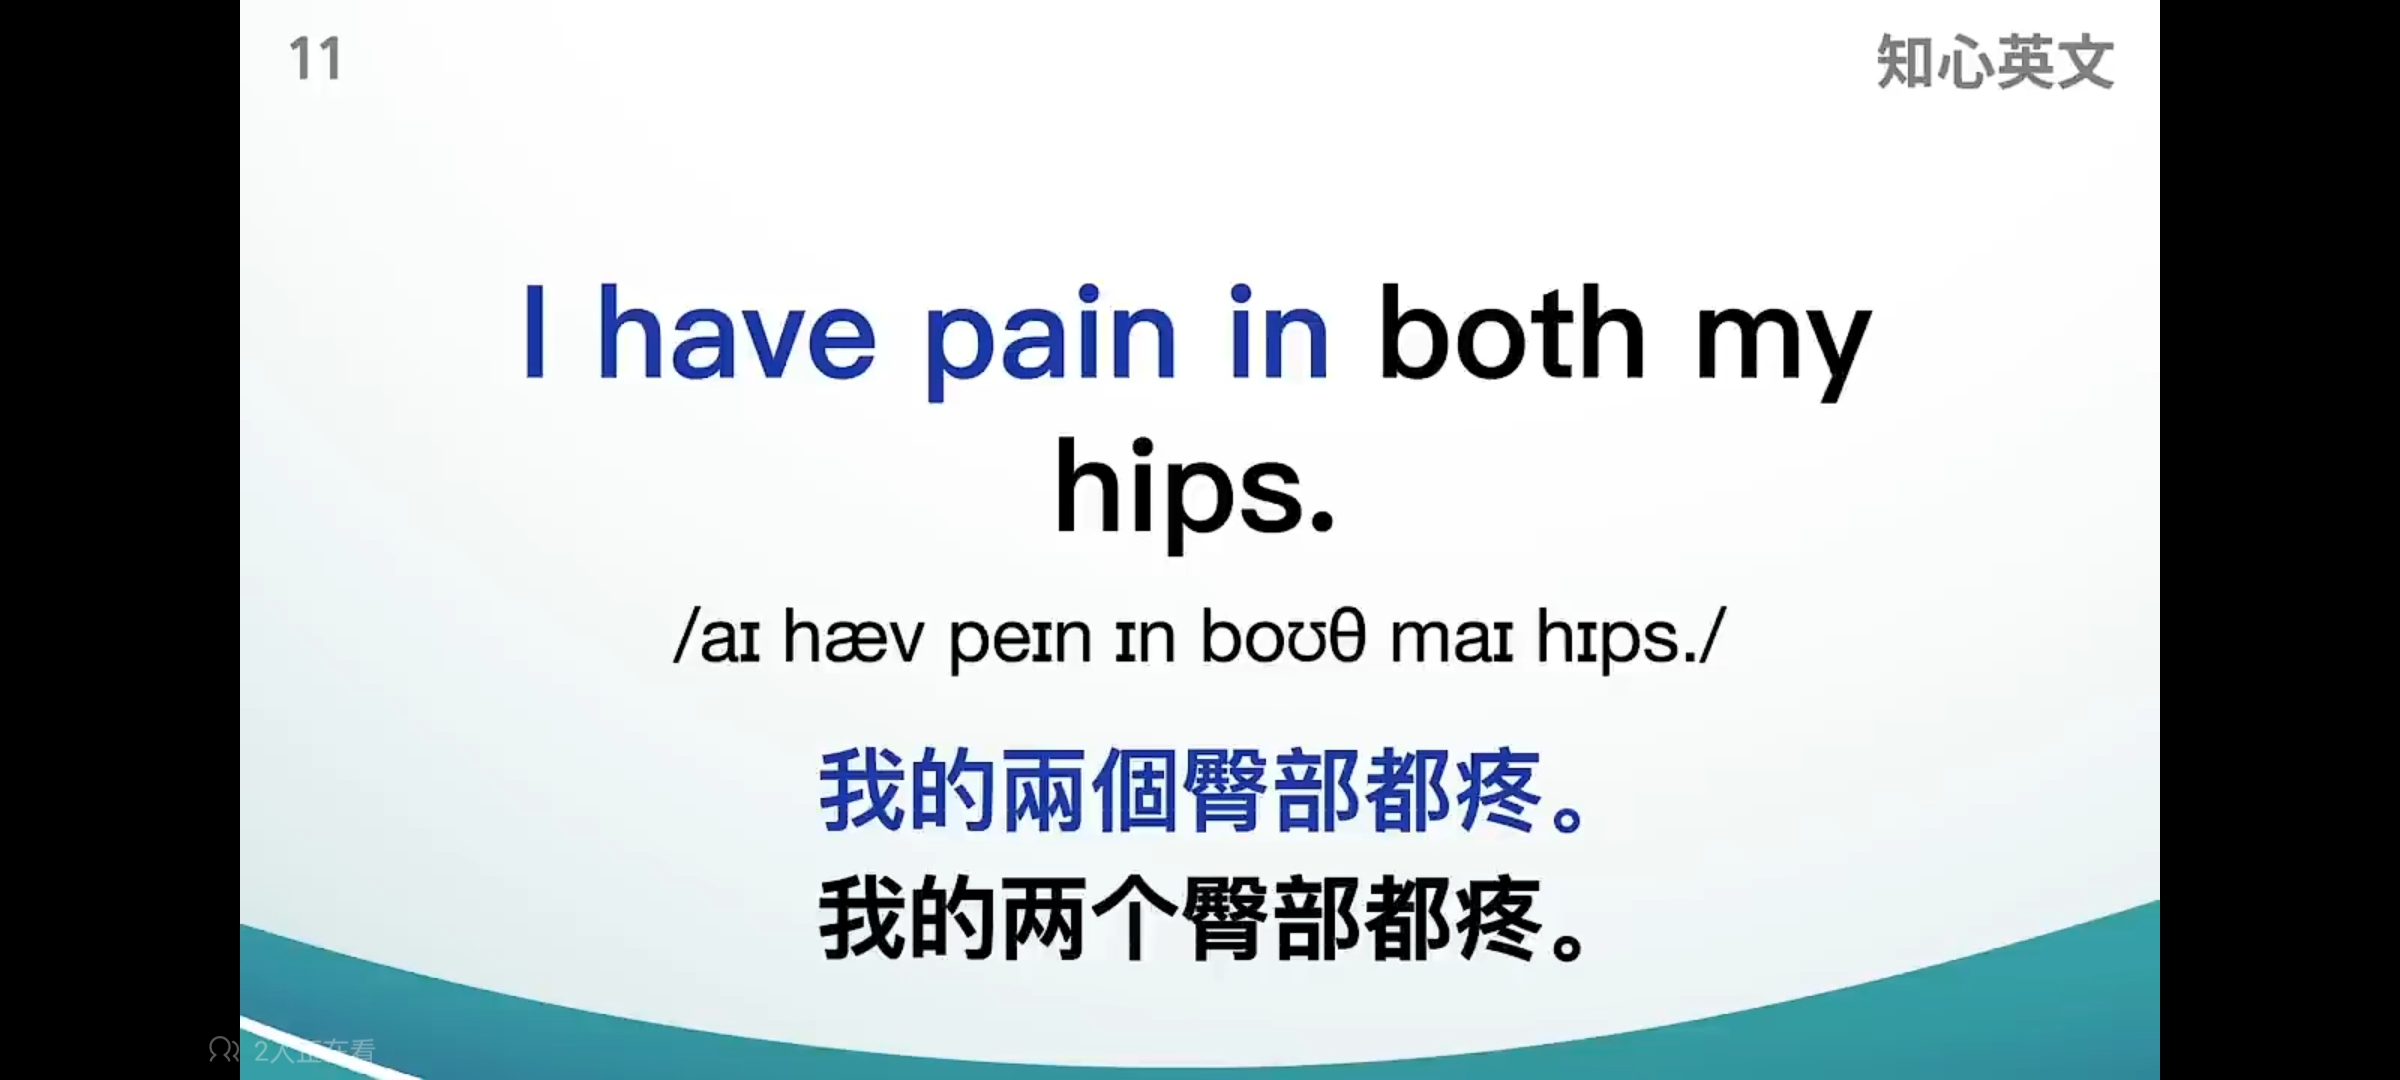 11
知心英文
I have pain in both my
hips.
/aɪ hæv peɪn ɪn boʊθ maɪ hɪps./
我的兩個臀部都疼。
我的两个臀部都疼。
2人正在看